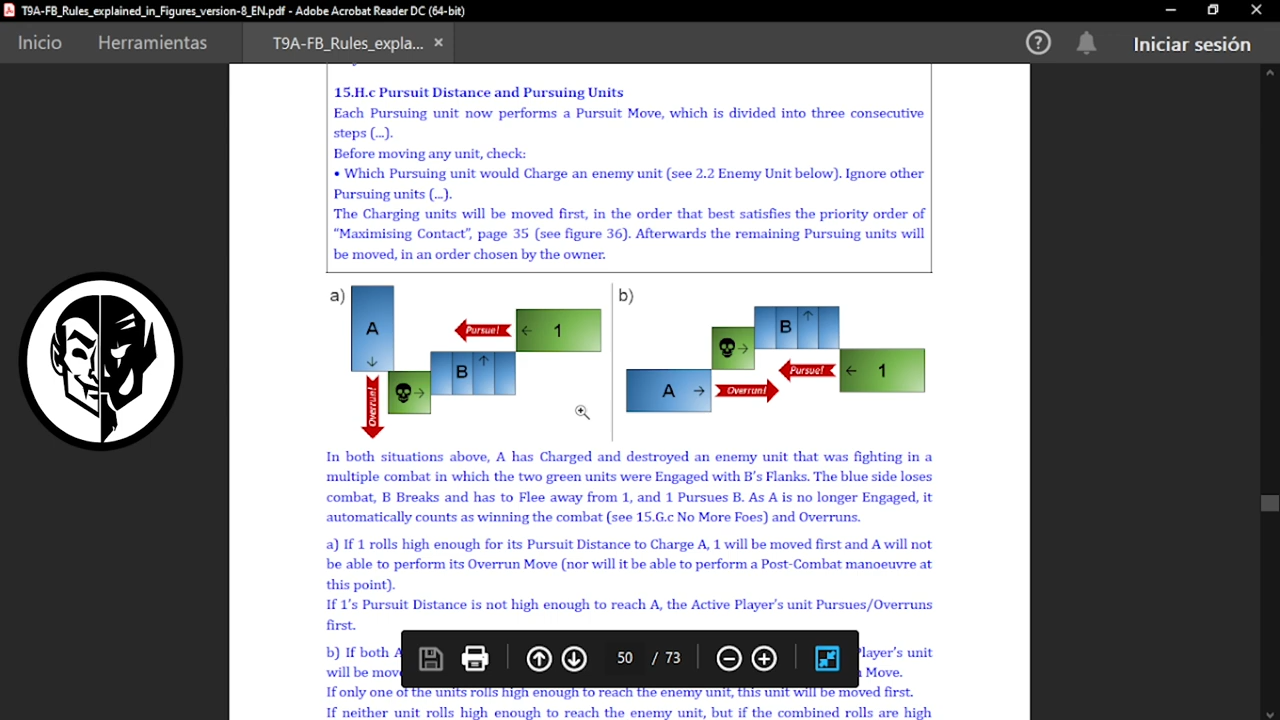 T9A-FB_Rules_explained_in_Figures_version-8_EN.pdf - Adobe Acrobat Reader DC (64-bit)
Inicio Herramientas T9A-FB_Rules_expla... × ? Iniciar sesión
15.H.c Pursuit Distance and Pursuing Units
Each Pursuing unit now performs a Pursuit Move, which is divided into three consecutive
steps (...).
Before moving any unit, check:
• Which Pursuing unit would Charge an enemy unit (see 2.2 Enemy Unit below). Ignore other
Pursuing units (...).
The Charging units will be moved first, in the order that best satisfies the priority order of
"Maximising Contact", page 35 (see figure 36). Afterwards the remaining Pursuing units will
be moved, in an order chosen by the owner.
a) A ↓ Overrun! → B ↑ Pursue! ← 1
b) A → Overrun! → B ↑ Pursue! ← 1
In both situations above, A has Charged and destroyed an enemy unit that was fighting in a
multiple combat in which the two green units were Engaged with B's Flanks. The blue side loses
combat, B Breaks and has to Flee away from 1, and 1 Pursues B. As A is no longer Engaged, it
automatically counts as winning the combat (see 15.G.c No More Foes) and Overruns.
a) If 1 rolls high enough for its Pursuit Distance to Charge A, 1 will be moved first and A will not
be able to perform its Overrun Move (nor will it be able to perform a Post-Combat manoeuvre at
this point).
If 1's Pursuit Distance is not high enough to reach A, the Active Player's unit Pursues/Overruns
first.
b) If both A Player's unit
will be move Move.
50 / 73
If only one of the units rolls high enough to reach the enemy unit, this unit will be moved first.
If neither unit rolls high enough to reach the enemy unit, but if the combined rolls are high